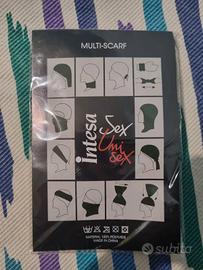 MULTI-SCARF
Intesa
Sex
Uni
Sex
MATERIAL: 100% POLYESTER
MADE IN CHINA
subito